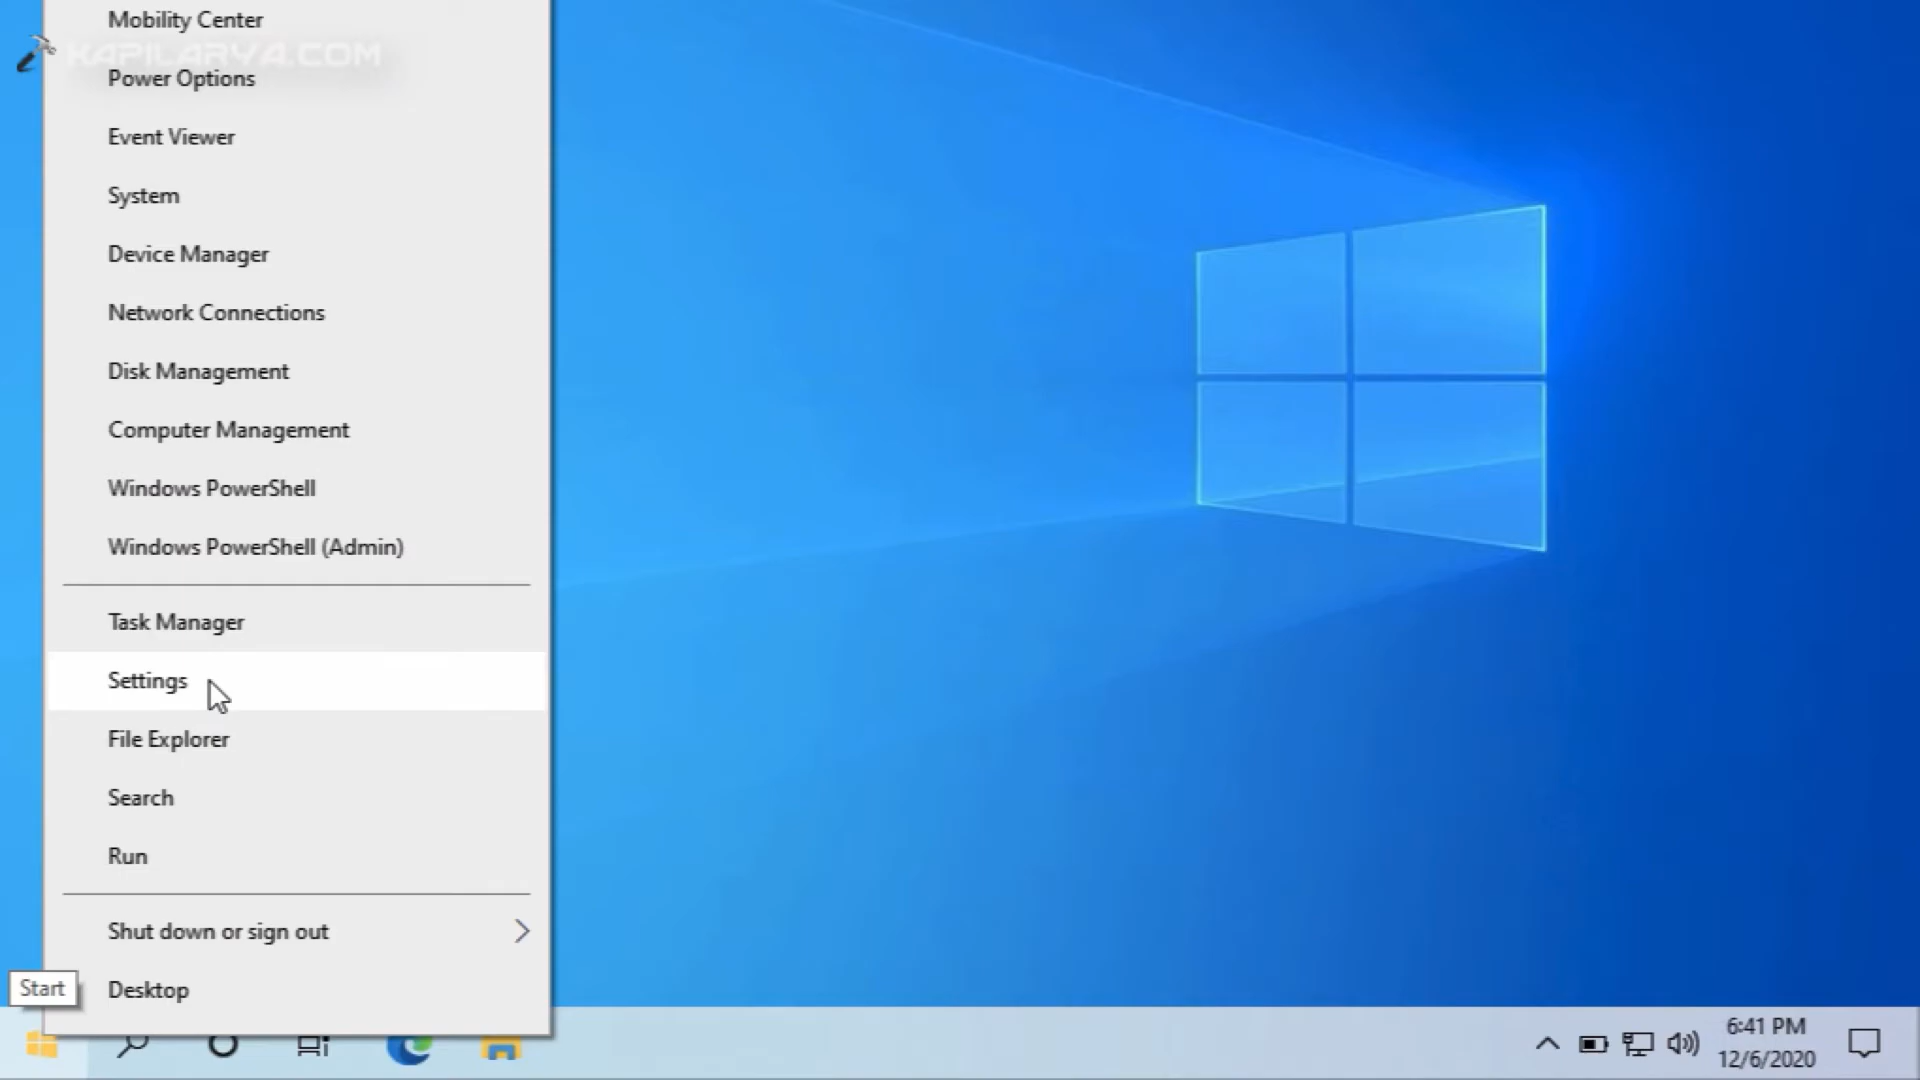 Mobility Center
KAPILARYA.COM
Power Options
Event Viewer
System
Device Manager
Network Connections
Disk Management
Computer Management
Windows PowerShell
Windows PowerShell (Admin)
Task Manager
Settings
File Explorer
Search
Run
Shut down or sign out
Start
Desktop
6:41 PM
12/6/2020